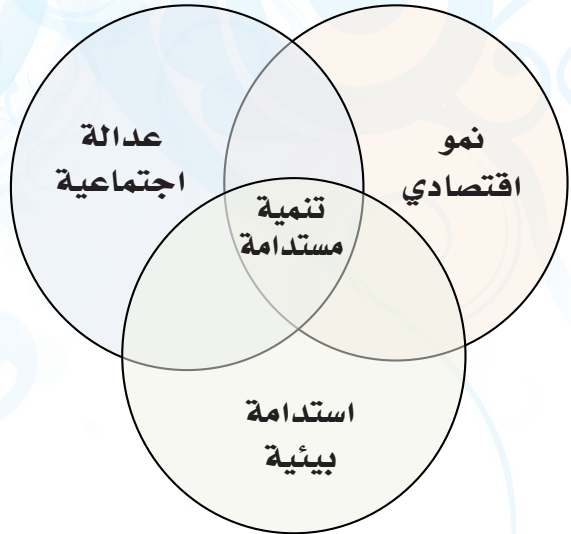 نمو
اقتصادي
عدالة
اجتماعية
تنمية
مستدامة
استدامة
بيئية